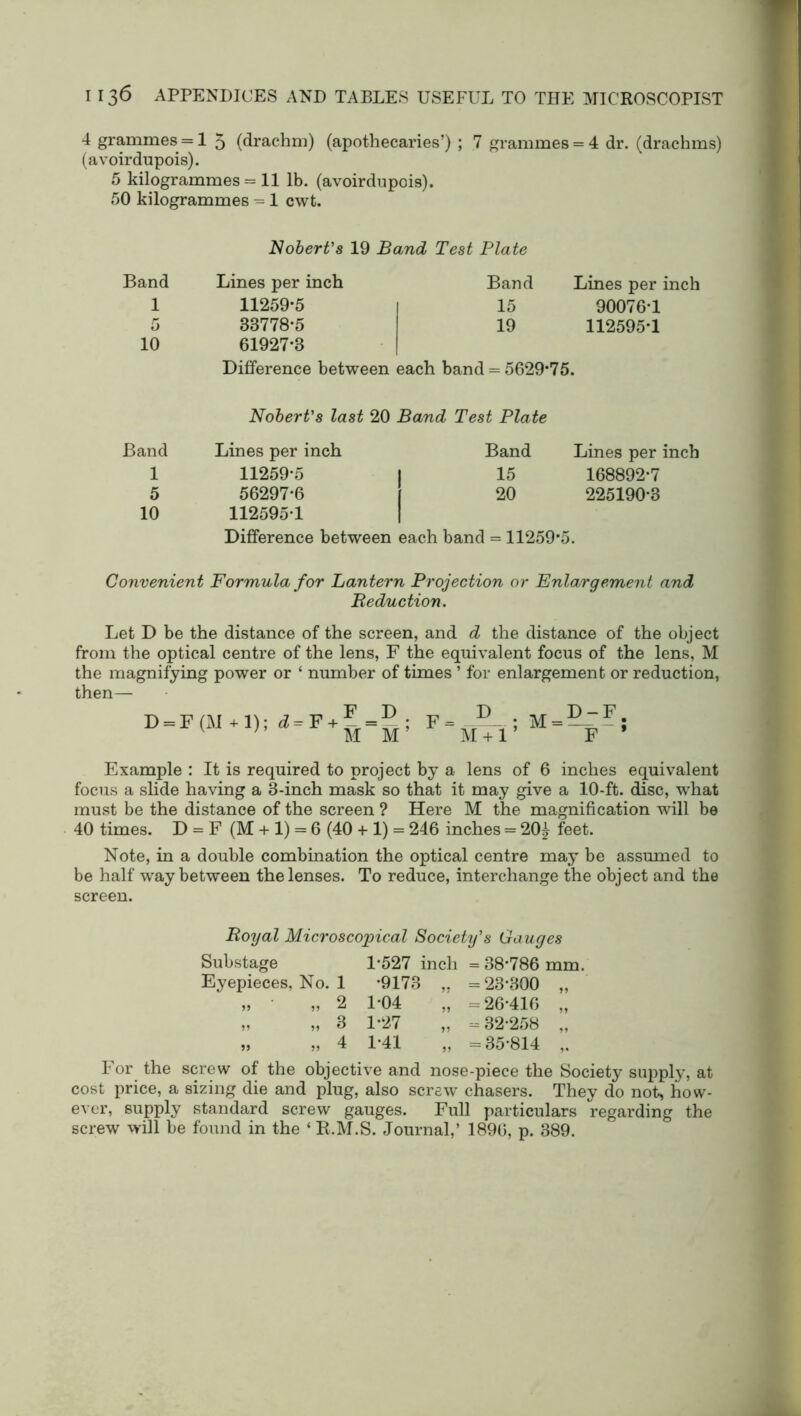 1136 APPENDICES AND TABLES USEFUL TO THE MICROSCOPIST
4 grammes = 1 ʒ (drachm) (apothecaries') ; 7 grammes = 4 dr. (drachms)
(avoirdupois).
5 kilogrammes = 11 lb. (avoirdupois).
50 kilogrammes = 1 cwt.
Nobert's 19 Band Test Plate
Band Lines per inch Band Lines per inch
1 11259·5 15 90076·1
5 33778·5 19 112595·1
10 61927·3
Difference between each band = 5629·75.
Nobert's last 20 Band Test Plate
Band Lines per inch Band Lines per inch
1 11259·5 15 168892·7
5 56297·6 20 225190·3
10 112595·1
Difference between each band = 11259·5.
Convenient Formula for Lantern Projection or Enlargement and
Reduction.
Let D be the distance of the screen, and d the distance of the object
from the optical centre of the lens, F the equivalent focus of the lens, M
the magnifying power or ‘ number of times ’ for enlargement or reduction,
then—
D = F (M + 1); d = F + F/M = D/M ; F = D/(M + 1) ; M = (D − F)/F ;
Example : It is required to project by a lens of 6 inches equivalent
focus a slide having a 3-inch mask so that it may give a 10-ft. disc, what
must be the distance of the screen ? Here M the magnification will be
40 times. D = F (M + 1) = 6 (40 + 1) = 246 inches = 20½ feet.
Note, in a double combination the optical centre may be assumed to
be half way between the lenses. To reduce, interchange the object and the
screen.
Royal Microscopical Society's Gauges
Substage 1·527 inch = 38·786 mm.
Eyepieces, No. 1 ·9173 „ = 23·300 „
„ „ 2 1·04 „ = 26·416 „
„ „ 3 1·27 „ = 32·258 „
„ „ 4 1·41 „ = 35·814 „
For the screw of the objective and nose-piece the Society supply, at
cost price, a sizing die and plug, also screw chasers. They do not, how-
ever, supply standard screw gauges. Full particulars regarding the
screw will be found in the ‘ R.M.S. Journal,’ 1896, p. 389.